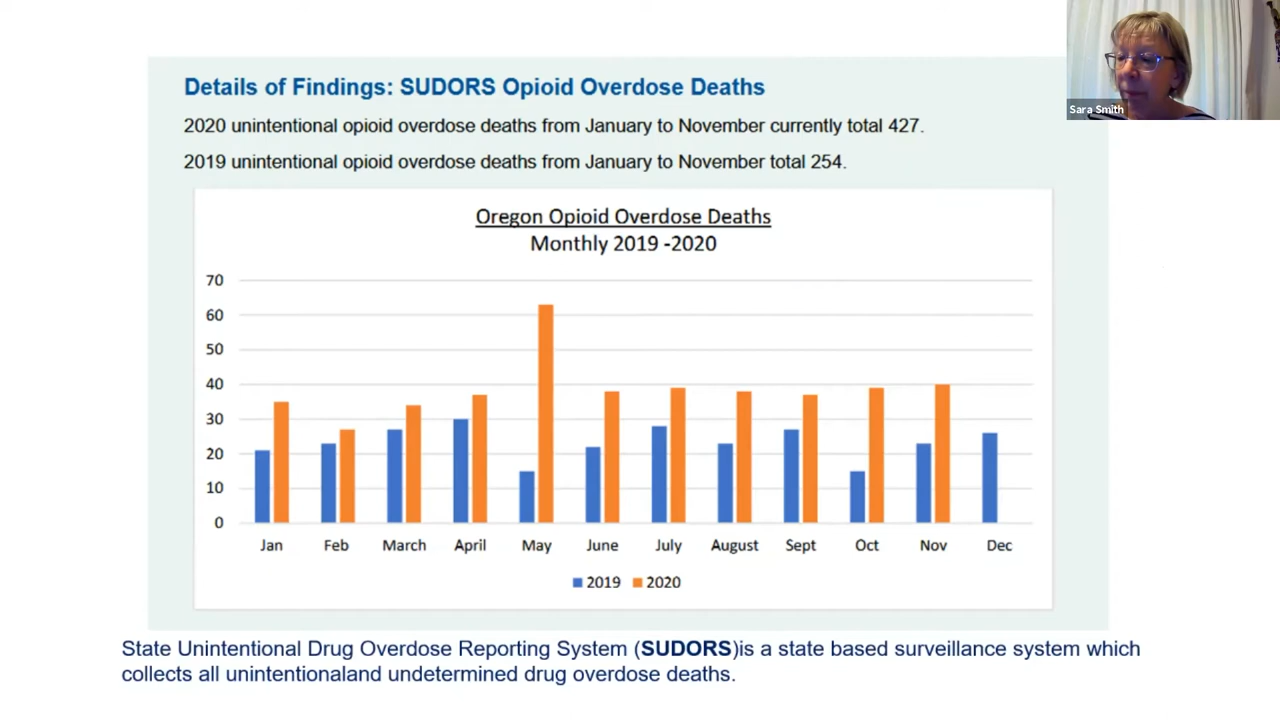 Sara Smith
Details of Findings: SUDORS Opioid Overdose Deaths
2020 unintentional opioid overdose deaths from January to November currently total 427.
2019 unintentional opioid overdose deaths from January to November total 254.
Oregon Opioid Overdose Deaths
Monthly 2019 -2020
70
60
50
40
30
20
10
0
Jan Feb March April May June July August Sept Oct Nov Dec
2019 2020
State Unintentional Drug Overdose Reporting System (SUDORS)is a state based surveillance system which
collects all unintentionaland undetermined drug overdose deaths.